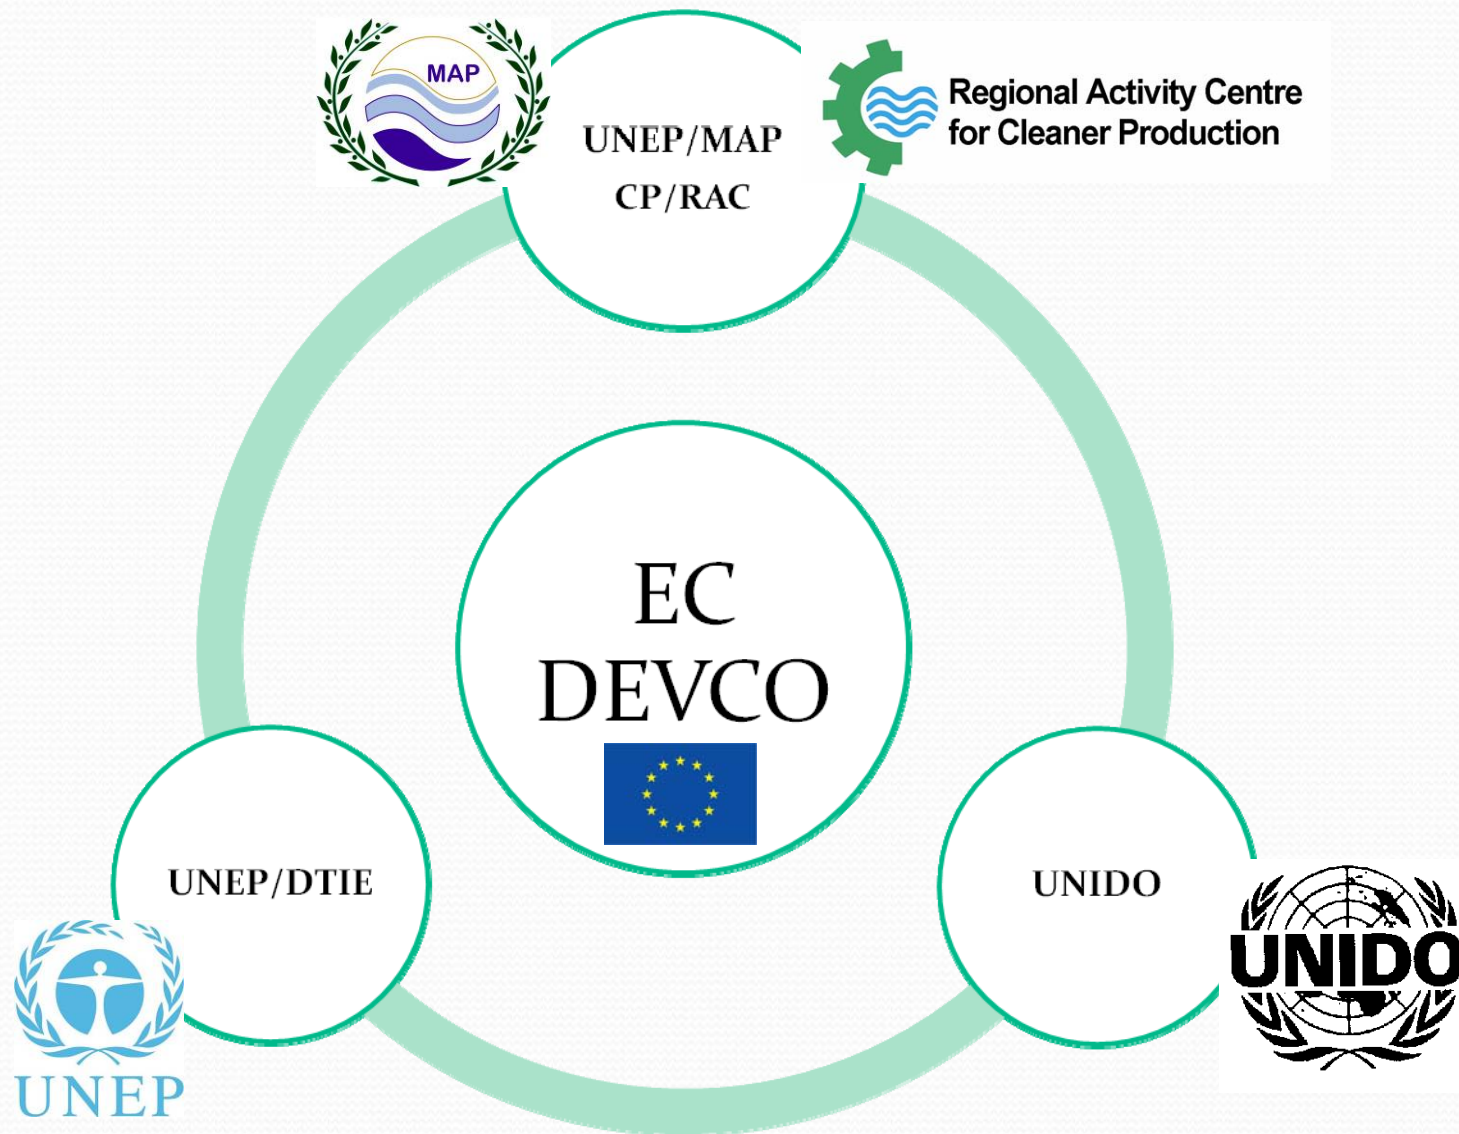 MAP
UNEP/MAP
CP/RAC
Regional Activity Centre
for Cleaner Production
EC
DEVCO
UNEP/DTIE
UNEP
UNIDO
UNIDO